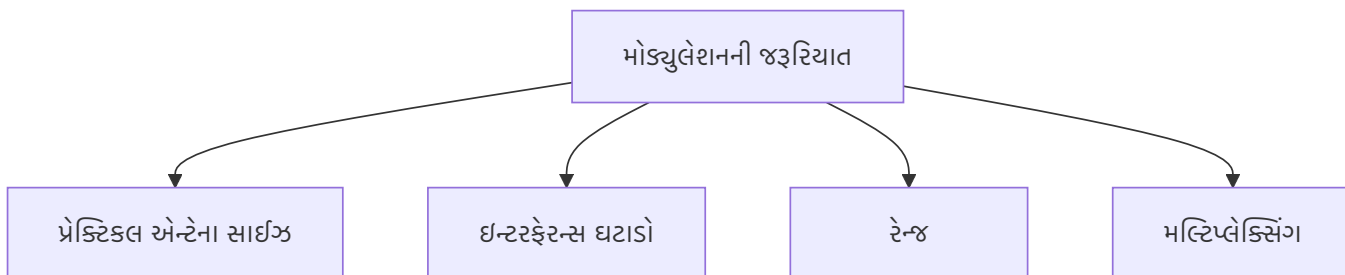 મોડ્યુલેશનની જરૂરિયાત
પ્રેક્ટિકલ એન્ટેના સાઈઝ
ઇન્ટરફેરન્સ ઘટાડો
રેન્જ
મલ્ટિપ્લેક્સિંગ